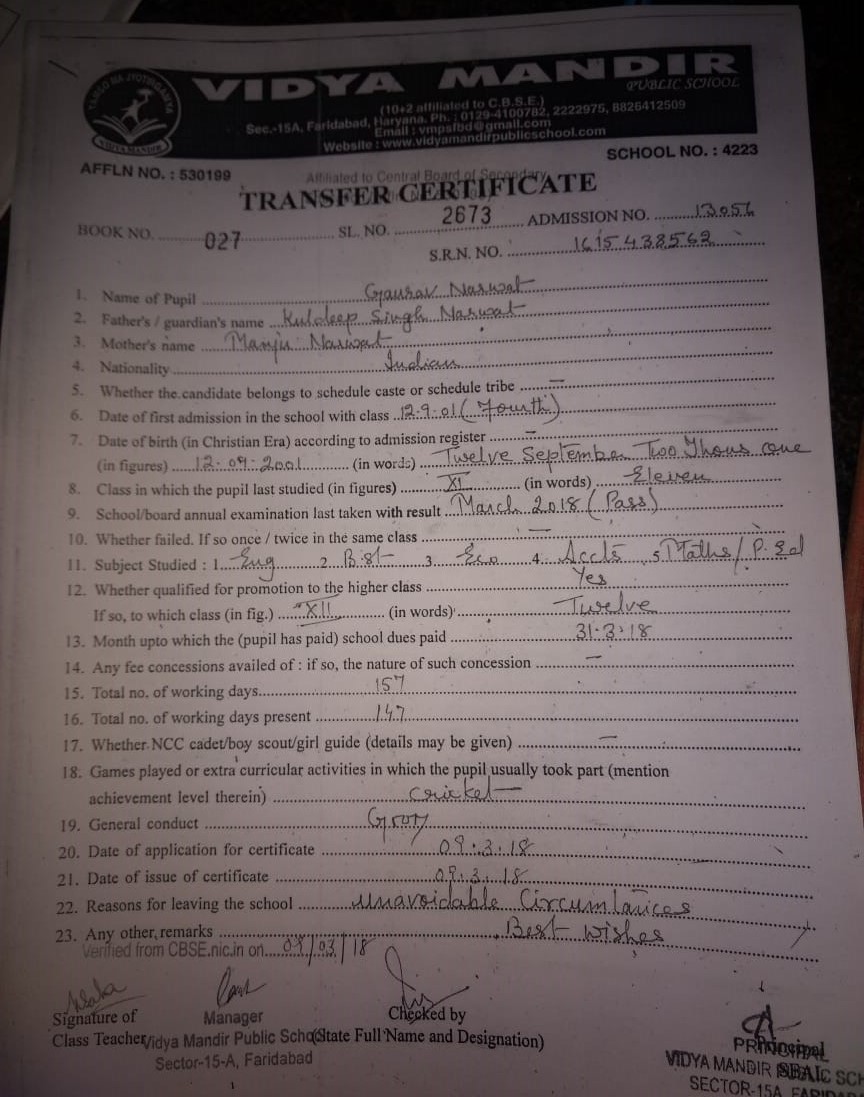 TAMSO MA JYOTIRGAMYA
VIDYA MANDIR
VIDYA MANDIR
PUBLIC SCHOOL
(10+2 affiliated to C.B.S.E.)
Sec.-15A, Faridabad, Haryana. Ph. : 0129-4100782, 2222975, 8826412509
Email : vmpsfbd@gmail.com
Website : www.vidyamandirpublicschool.com
AFFLN NO. : 530199
SCHOOL NO. : 4223
Affiliated to Central Board of Secondary
TRANSFER CERTIFICATE
BOOK NO. 027 SL. NO. 2673 ADMISSION NO. 13056
S.R.N. NO. 1615438562
1. Name of Pupil Gaurav Narwat
2. Father's / guardian's name Kuldeep Singh Narwat
3. Mother's name Manju Narwat
4. Nationality Indian
5. Whether the candidate belongs to schedule caste or schedule tribe —
6. Date of first admission in the school with class 12-9-01 (Fourth)
7. Date of birth (in Christian Era) according to admission register —
(in figures) 12.09.2001 (in words) Twelve September Two Thous one
8. Class in which the pupil last studied (in figures) XI (in words) Eleven
9. School/board annual examination last taken with result March 2018 (Pass)
10. Whether failed. If so once / twice in the same class —
11. Subject Studied : 1. Eng 2. B.st 3. Eco 4. Accts 5. Maths / P. Ed
12. Whether qualified for promotion to the higher class Yes
If so, to which class (in fig.) XII (in words) Twelve
13. Month upto which the (pupil has paid) school dues paid 31.3.18
14. Any fee concessions availed of : if so, the nature of such concession —
15. Total no. of working days 157
16. Total no. of working days present 147
17. Whether NCC cadet/boy scout/girl guide (details may be given) —
18. Games played or extra curricular activities in which the pupil usually took part (mention
achievement level therein) Cricket
19. General conduct Good
20. Date of application for certificate 09.3.18
21. Date of issue of certificate 09.3.18
22. Reasons for leaving the school unavoidable Circumtances
23. Any other remarks Best wishes
Verified from CBSE.nic.in on 09/03/18
Signature of
Class Teacher
Manager
Vidya Mandir Public Scho
Sector-15-A, Faridabad
Checked by
(State Full Name and Designation)
Principal
PRINCIPAL
SEAL
VIDYA MANDIR SCH
SECTOR-15A, FARIDA